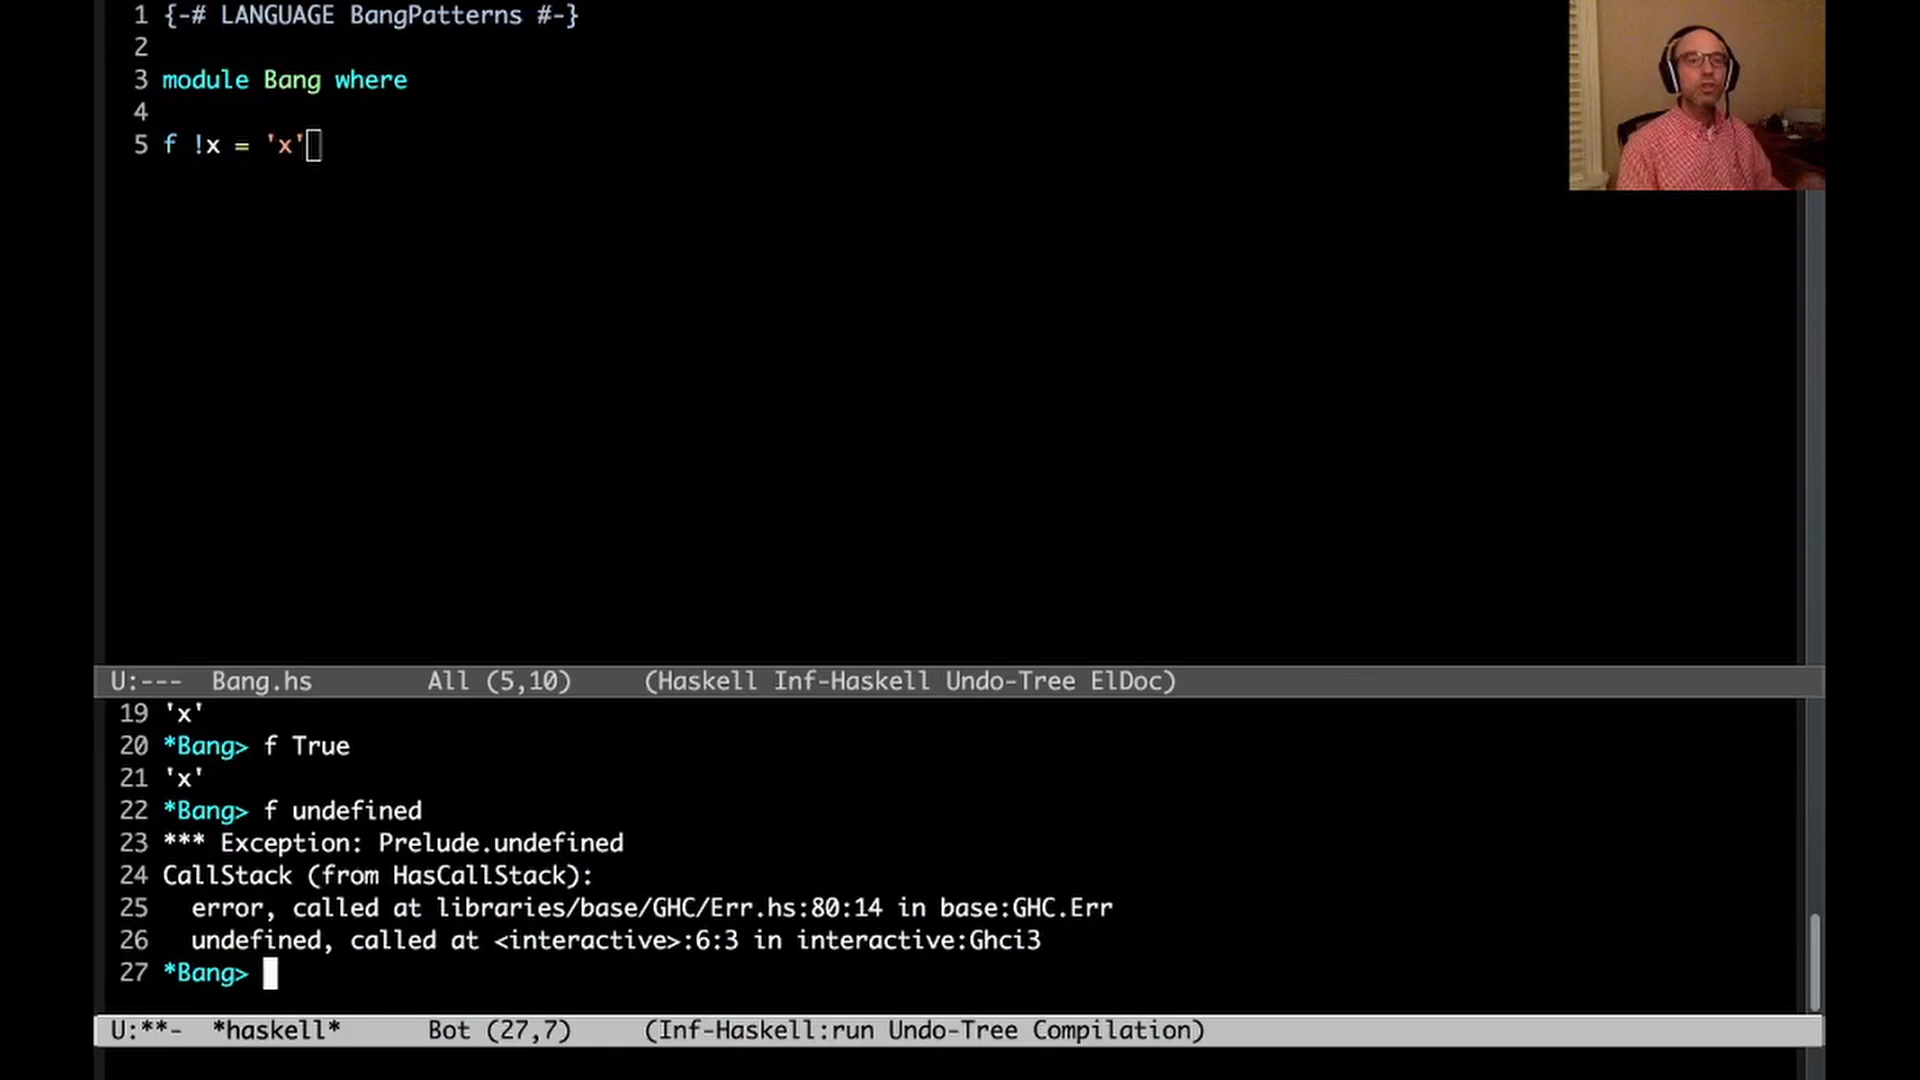 1 {-# LANGUAGE BangPatterns #-}
2
3 module Bang where
4
5 f !x = 'x'
U:--- Bang.hs All (5,10) (Haskell Inf-Haskell Undo-Tree ElDoc)
19 'x'
20 *Bang> f True
21 'x'
22 *Bang> f undefined
23 *** Exception: Prelude.undefined
24 CallStack (from HasCallStack):
25 error, called at libraries/base/GHC/Err.hs:80:14 in base:GHC.Err
26 undefined, called at <interactive>:6:3 in interactive:Ghci3
27 *Bang>
U:**- *haskell* Bot (27,7) (Inf-Haskell:run Undo-Tree Compilation)